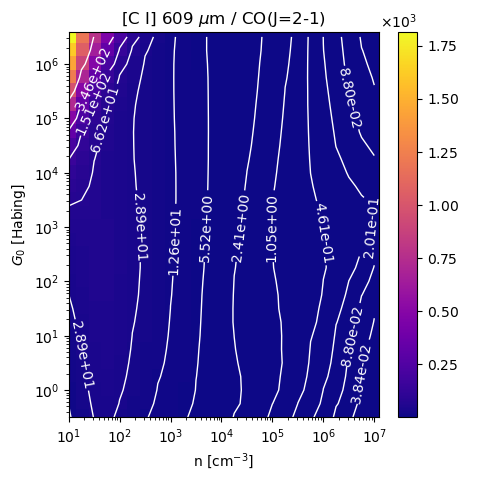 [C I] 609 μm / CO(J=2-1)
×10³
10⁶
10⁵
10⁴
10³
10²
10¹
10⁰
G₀ [Habing]
3.46e+02
1.51e+02
6.62e+01
8.80e-02
2.89e+01
1.26e+01
5.52e+00
2.41e+00
1.05e+00
4.61e-01
2.01e-01
2.89e+01
8.80e-02
3.84e-02
10¹
10²
10³
10⁴
10⁵
10⁶
10⁷
n [cm⁻³]
1.75
1.50
1.25
1.00
0.75
0.50
0.25